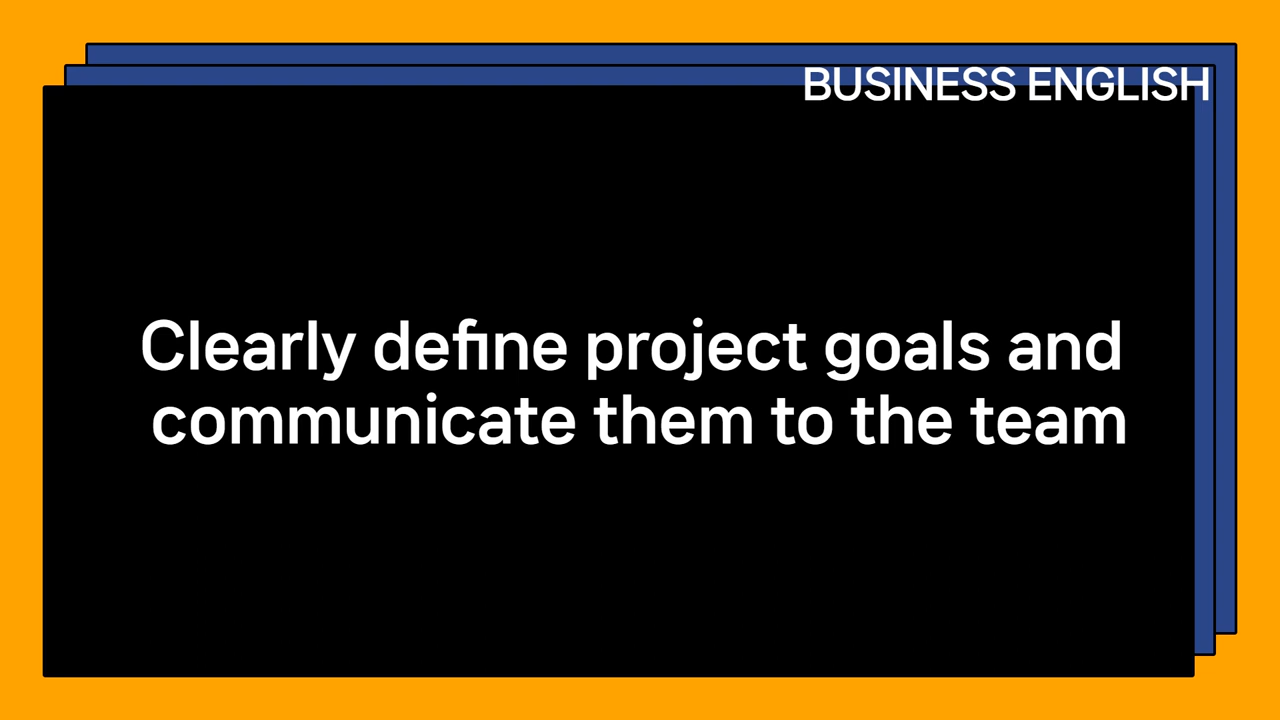 BUSINESS ENGLISH
Clearly define project goals and
communicate them to the team